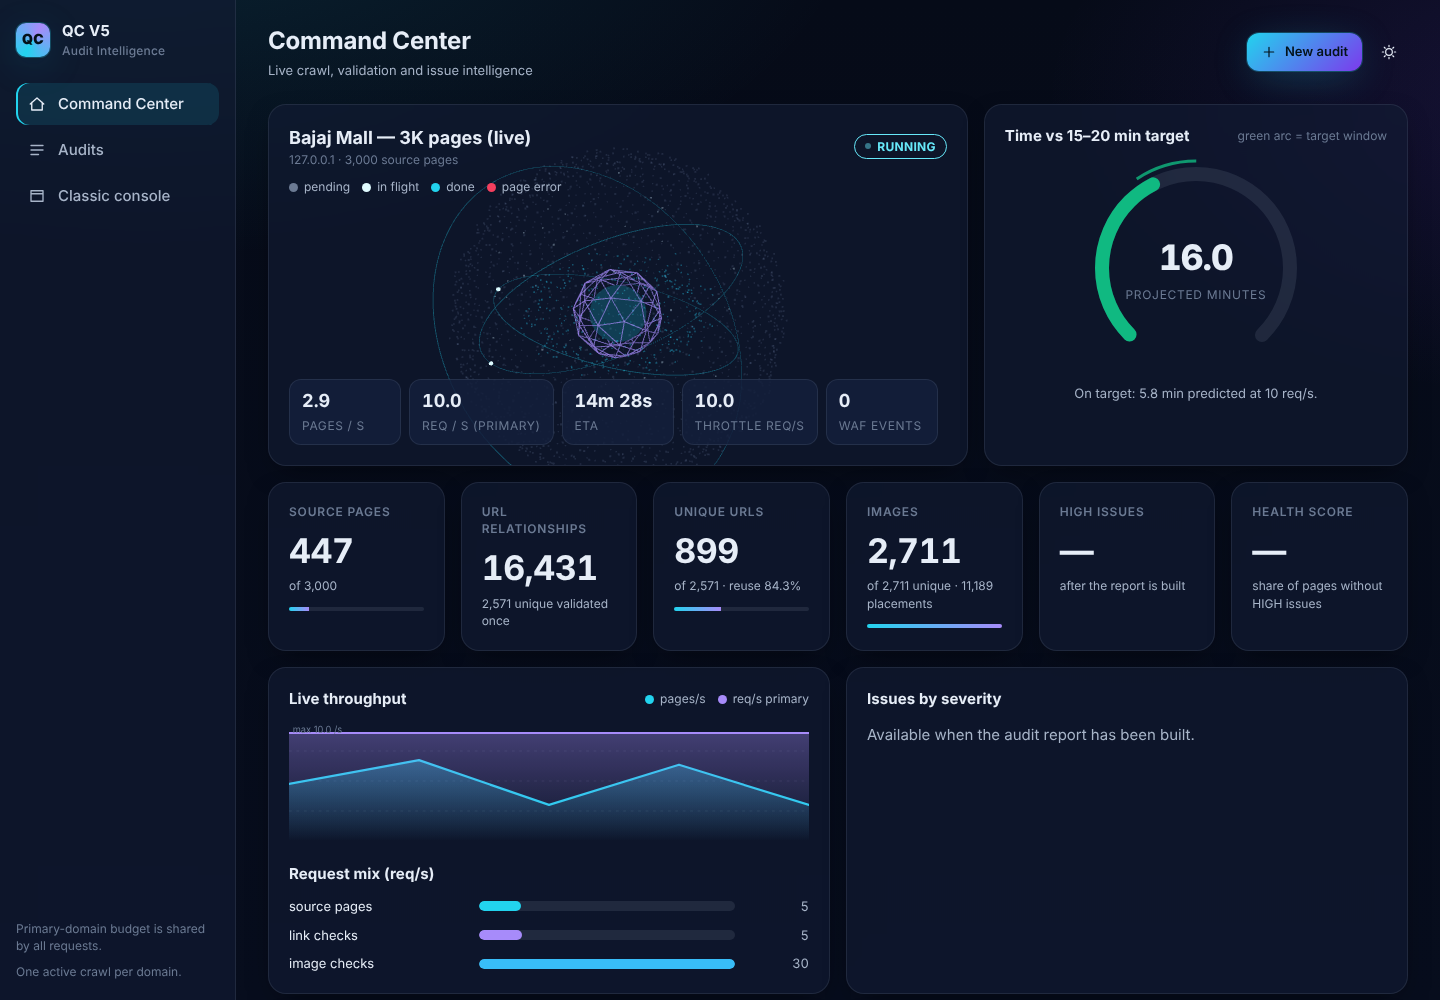 QC
QC V5
Audit Intelligence
Command Center
Audits
Classic console
Primary-domain budget is shared
by all requests.
One active crawl per domain.
Command Center
Live crawl, validation and issue intelligence
New audit
Bajaj Mall — 3K pages (live)
127.0.0.1 · 3,000 source pages
RUNNING
pending
in flight
done
page error
2.9
PAGES / S
10.0
REQ / S (PRIMARY)
14m 28s
ETA
10.0
THROTTLE REQ/S
0
WAF EVENTS
Time vs 15–20 min target
green arc = target window
16.0
PROJECTED MINUTES
On target: 5.8 min predicted at 10 req/s.
SOURCE PAGES
447
of 3,000
URL
RELATIONSHIPS
16,431
2,571 unique validated
once
UNIQUE URLS
899
of 2,571 · reuse 84.3%
IMAGES
2,711
of 2,711 unique · 11,189
placements
HIGH ISSUES
—
after the report is built
HEALTH SCORE
—
share of pages without
HIGH issues
Live throughput
pages/s
req/s primary
max 10.0 /s
Request mix (req/s)
source pages
5
link checks
5
image checks
30
Issues by severity
Available when the audit report has been built.